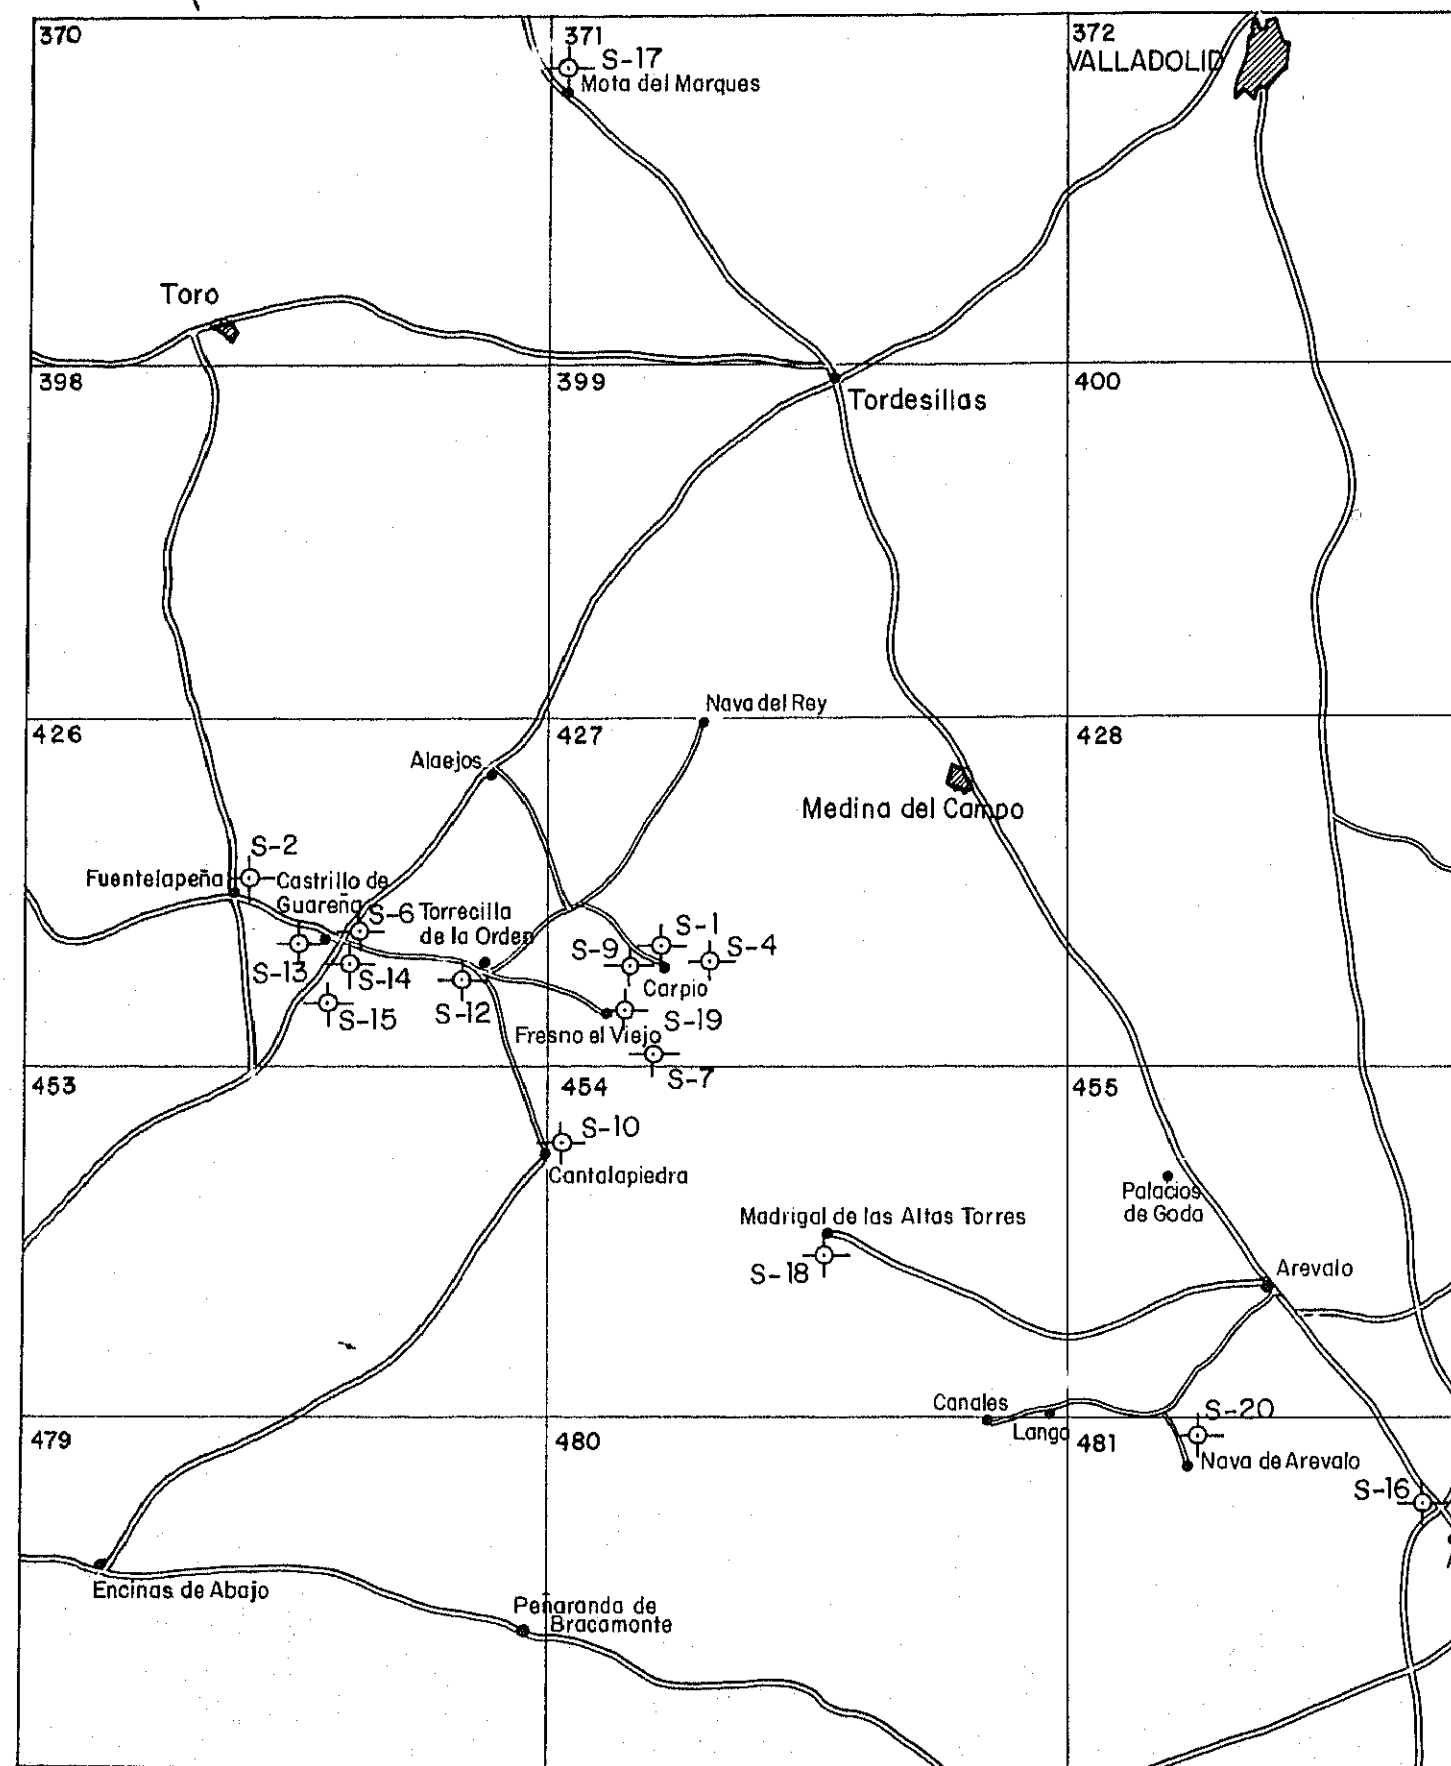 370
371
372
S-17
Mota del Marques
VALLADOLID
Toro
398
399
400
Tordesillas
Nava del Rey
426
427
428
Alaejos
Medina del Campo
S-2
Fuentelapeña
Castrillo de
Guareña
S-6
Torrecilla
de la Orden
S-1
S-9
S-4
S-13
S-14
S-12
Carpio
S-15
S-19
Fresno el Viejo
453
454
S-7
455
S-10
Cantalapiedra
Palacios
de Goda
Madrigal de las Altas Torres
S-18
Arevalo
Canales
Langa
S-20
479
480
481
Nava de Arevalo
S-16
Encinas de Abajo
Peñaranda de
Bracamonte